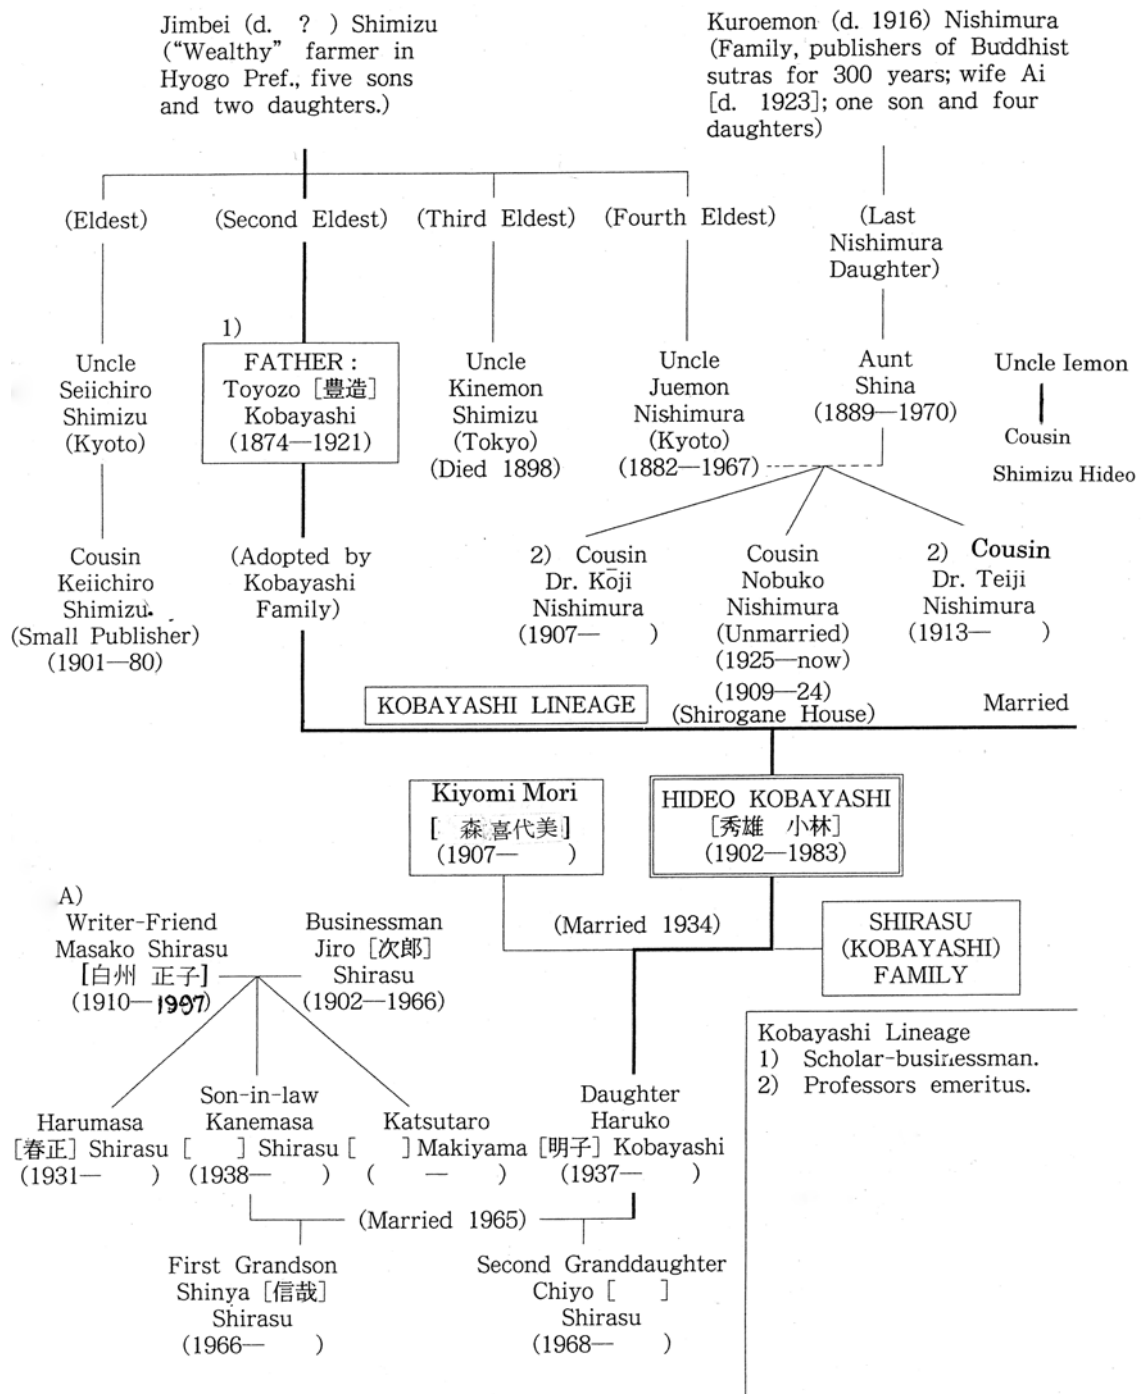 Jimbei (d. ? ) Shimizu
("Wealthy" farmer in
Hyogo Pref., five sons
and two daughters.)
Kuroemon (d. 1916) Nishimura
(Family, publishers of Buddhist
sutras for 300 years; wife Ai
[d. 1923]; one son and four
daughters)
(Eldest)
(Second Eldest)
(Third Eldest)
(Fourth Eldest)
(Last
Nishimura
Daughter)
Uncle
Seiichiro
Shimizu
(Kyoto)
1)
FATHER :
Toyozo [豊造]
Kobayashi
(1874—1921)
Uncle
Kinemon
Shimizu
(Tokyo)
(Died 1898)
Uncle
Juemon
Nishimura
(Kyoto)
(1882—1967)
Aunt
Shina
(1889—1970)
Uncle Iemon
Cousin
Shimizu Hideo
Cousin
Keiichiro
Shimizu.
(Small Publisher)
(1901—80)
(Adopted by
Kobayashi
Family)
2) Cousin
Dr. Kōji
Nishimura
(1907— )
Cousin
Nobuko
Nishimura
(Unmarried)
(1925—now)
(1909—24)
(Shirogane House)
2) Cousin
Dr. Teiji
Nishimura
(1913— )
KOBAYASHI LINEAGE
Married
Kiyomi Mori
[ 森 喜代美]
(1907— )
HIDEO KOBAYASHI
[秀雄 小林]
(1902—1983)
(Married 1934)
SHIRASU
(KOBAYASHI)
FAMILY
A)
Writer-Friend
Masako Shirasu
[白州 正子]
(1910—1997)
Businessman
Jiro [次郎]
Shirasu
(1902—1966)
Harumasa
[春正] Shirasu
(1931— )
Son-in-law
Kanemasa
[ ] Shirasu
(1938— )
Katsutaro
[ ] Makiyama
( — )
Daughter
Haruko
[明子] Kobayashi
(1937— )
(Married 1965)
First Grandson
Shinya [信哉]
Shirasu
(1966— )
Second Granddaughter
Chiyo [ ]
Shirasu
(1968— )
Kobayashi Lineage
1) Scholar-businessman.
2) Professors emeritus.